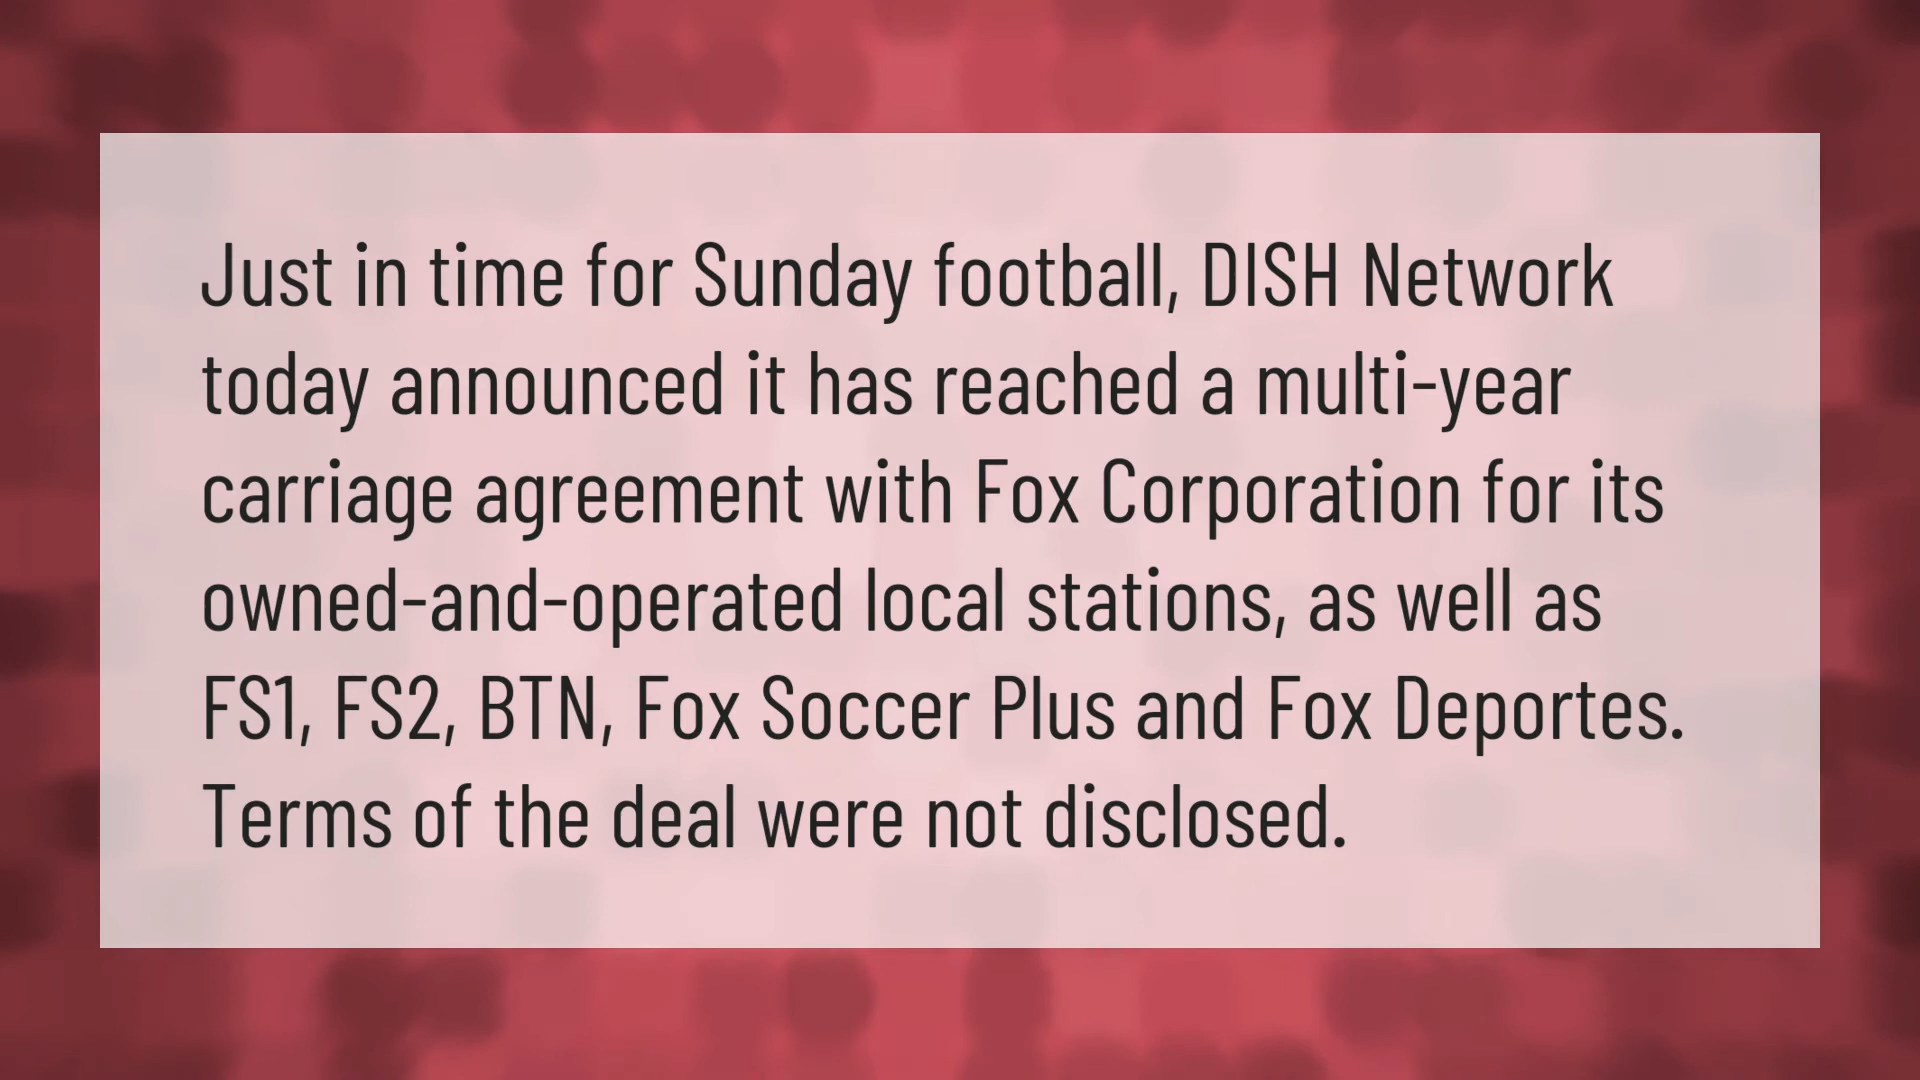 Just in time for Sunday football, DISH Network
today announced it has reached a multi-year
carriage agreement with Fox Corporation for its
owned-and-operated local stations, as well as
FS1, FS2, BTN, Fox Soccer Plus and Fox Deportes.
Terms of the deal were not disclosed.